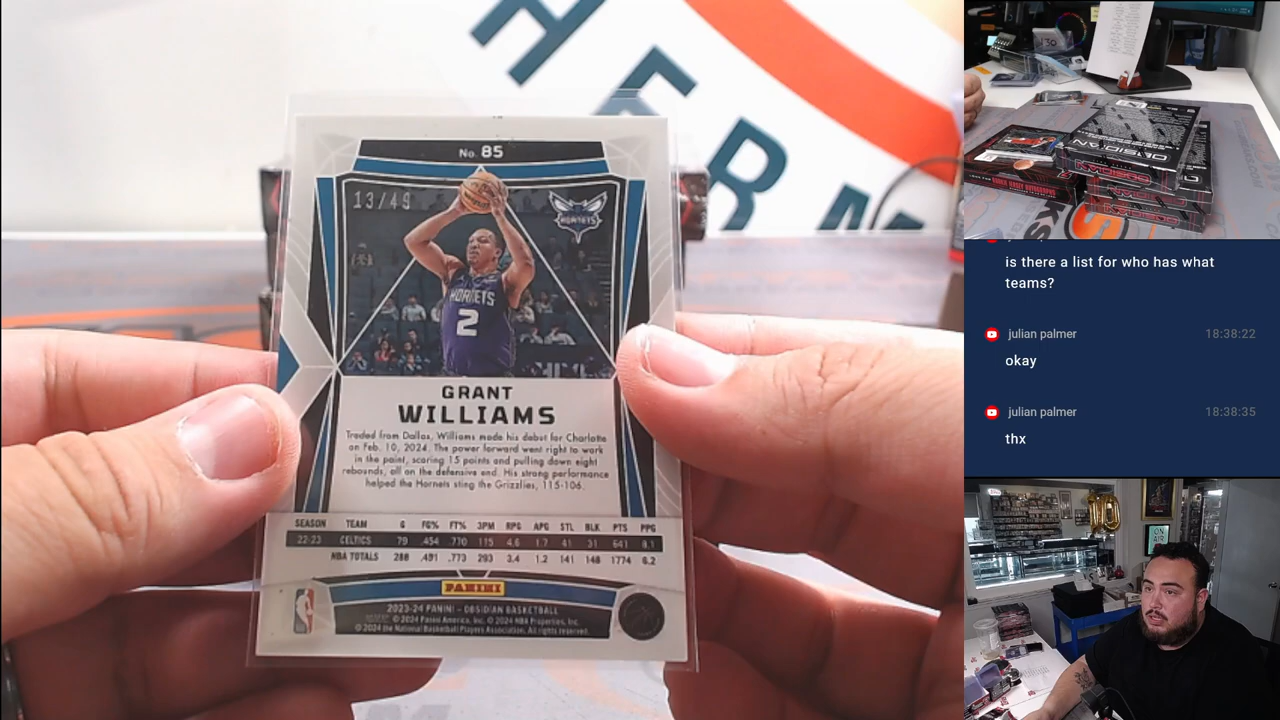 HERM
No. 85
13/49
HORNETS
HORNETS
2
GRANT
WILLIAMS
Traded from Dallas, Williams made his debut for Charlotte
on Feb. 10, 2024. The power forward went right to work
in the paint, scoring 15 points and pulling down eight
rebounds, all on the defensive end. His strong performance
helped the Hornets sting the Grizzlies, 115-106.
SEASON TEAM G FG% FT% 3PM RPG APG STL BLK PTS PPG
22-23 CELTICS 79 .454 .770 115 4.6 1.7 41 31 641 8.1
NBA TOTALS 288 .491 .773 293 3.4 1.2 141 148 1774 6.2
PANINI
2023-24 PANINI - OBSIDIAN BASKETBALL
© 2024 Panini America, Inc. © 2024 NBA Properties, Inc.
© 2024 the National Basketball Players Association. All rights reserved.
OBSIDIAN
is there a list for who has what
teams?
julian palmer 18:38:22
okay
julian palmer 18:38:35
thx
10
ON
AIR